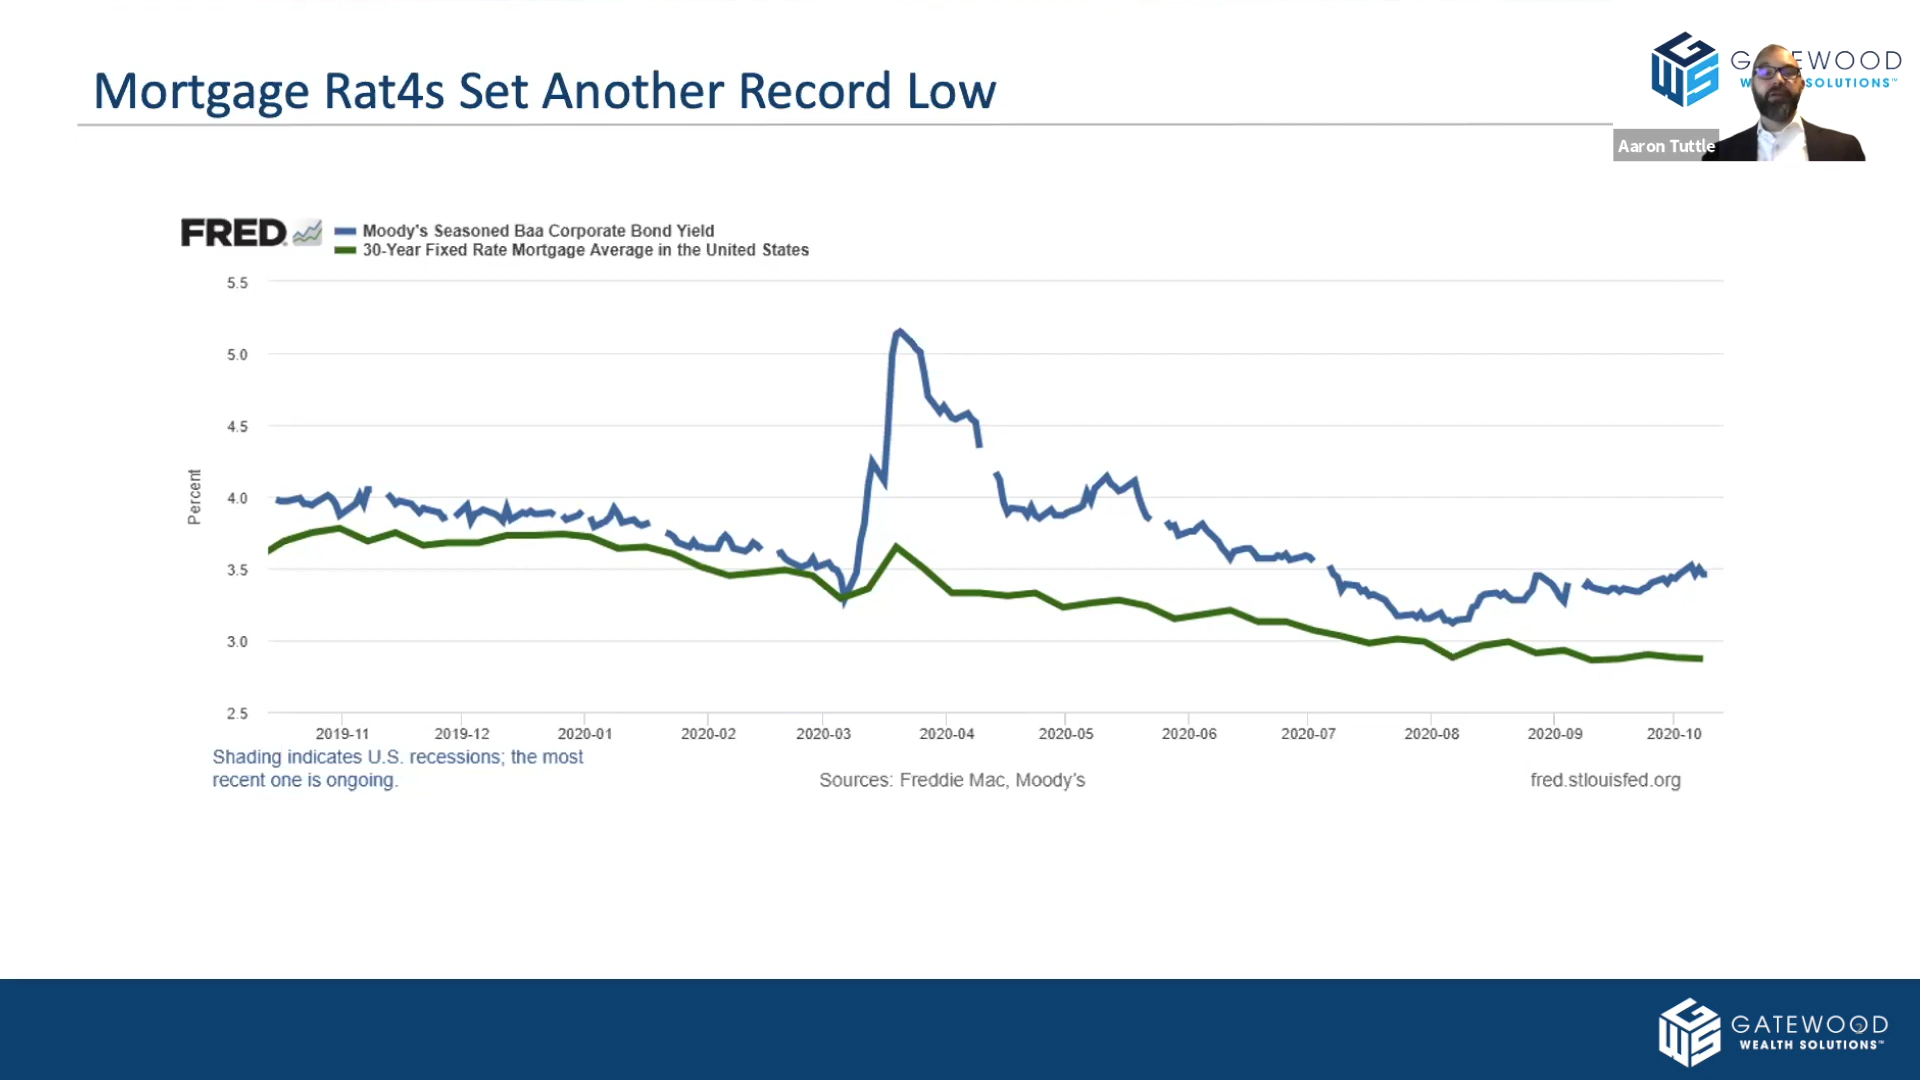 Mortgage Rat4s Set Another Record Low
GATEWOOD
WEALTH SOLUTIONS™
Aaron Tuttle
FRED
Moody's Seasoned Baa Corporate Bond Yield
30-Year Fixed Rate Mortgage Average in the United States
5.5
5.0
4.5
4.0
3.5
3.0
2.5
Percent
2019-11 2019-12 2020-01 2020-02 2020-03 2020-04 2020-05 2020-06 2020-07 2020-08 2020-09 2020-10
Shading indicates U.S. recessions; the most
recent one is ongoing.
Sources: Freddie Mac, Moody's
fred.stlouisfed.org
GATEWOOD
WEALTH SOLUTIONS™